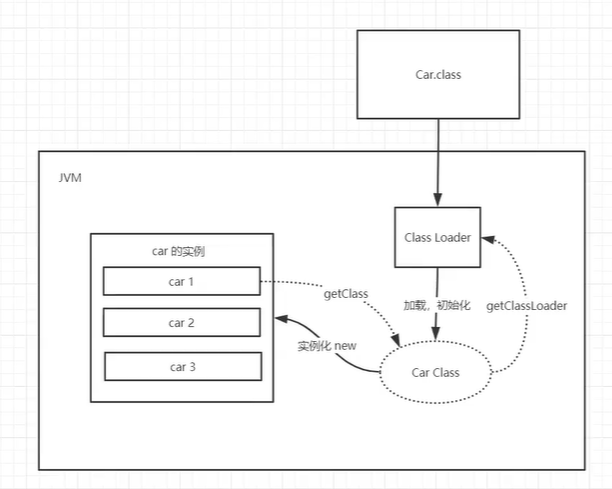 Car.class
JVM
Class Loader
car 的实例
car 1
getClass
加载，初始化
getClassLoader
car 2
实例化 new
car 3
Car Class